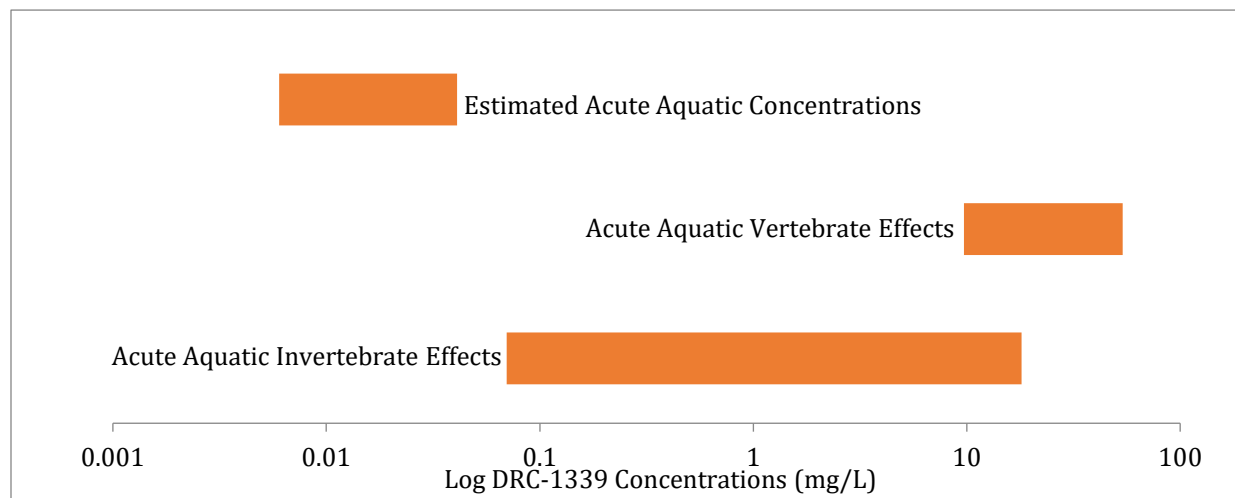 Estimated Acute Aquatic Concentrations
Acute Aquatic Vertebrate Effects
Acute Aquatic Invertebrate Effects
0.001 0.01 0.1 1 10 100
Log DRC-1339 Concentrations (mg/L)